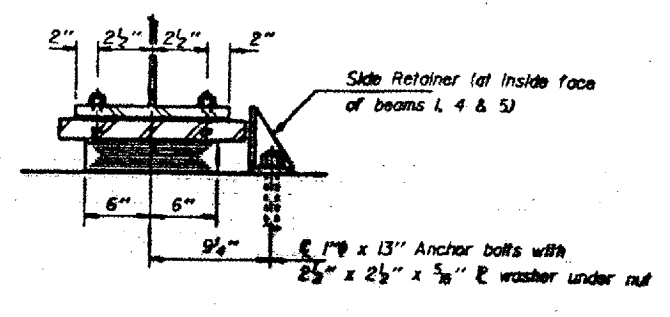 2" 2½" 2½" 2"
Side Retainer (at inside face
of beams 1, 4 & 5)
6" 6"
9¼"
℄ 1"φ x 13" Anchor bolts with
2½" x 2½" x 5/16" ℄ washer under nut